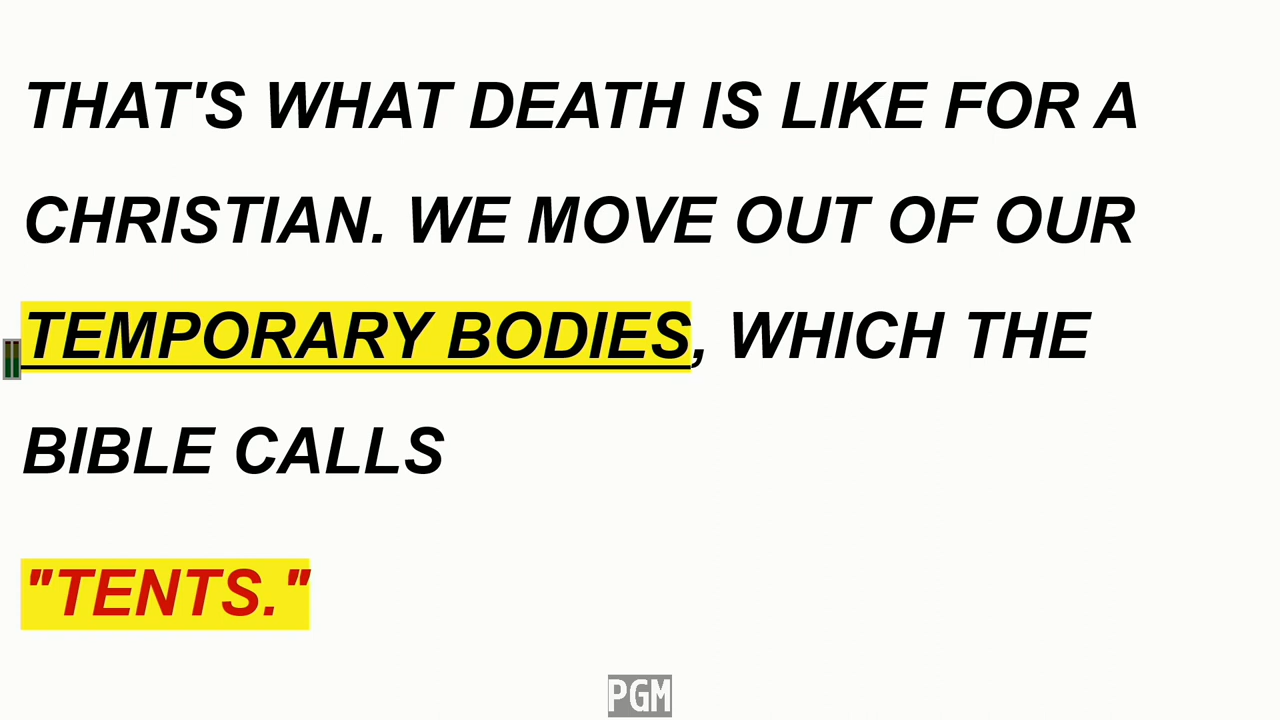 THAT'S WHAT DEATH IS LIKE FOR A
CHRISTIAN. WE MOVE OUT OF OUR
TEMPORARY BODIES, WHICH THE
BIBLE CALLS
"TENTS."
PGM